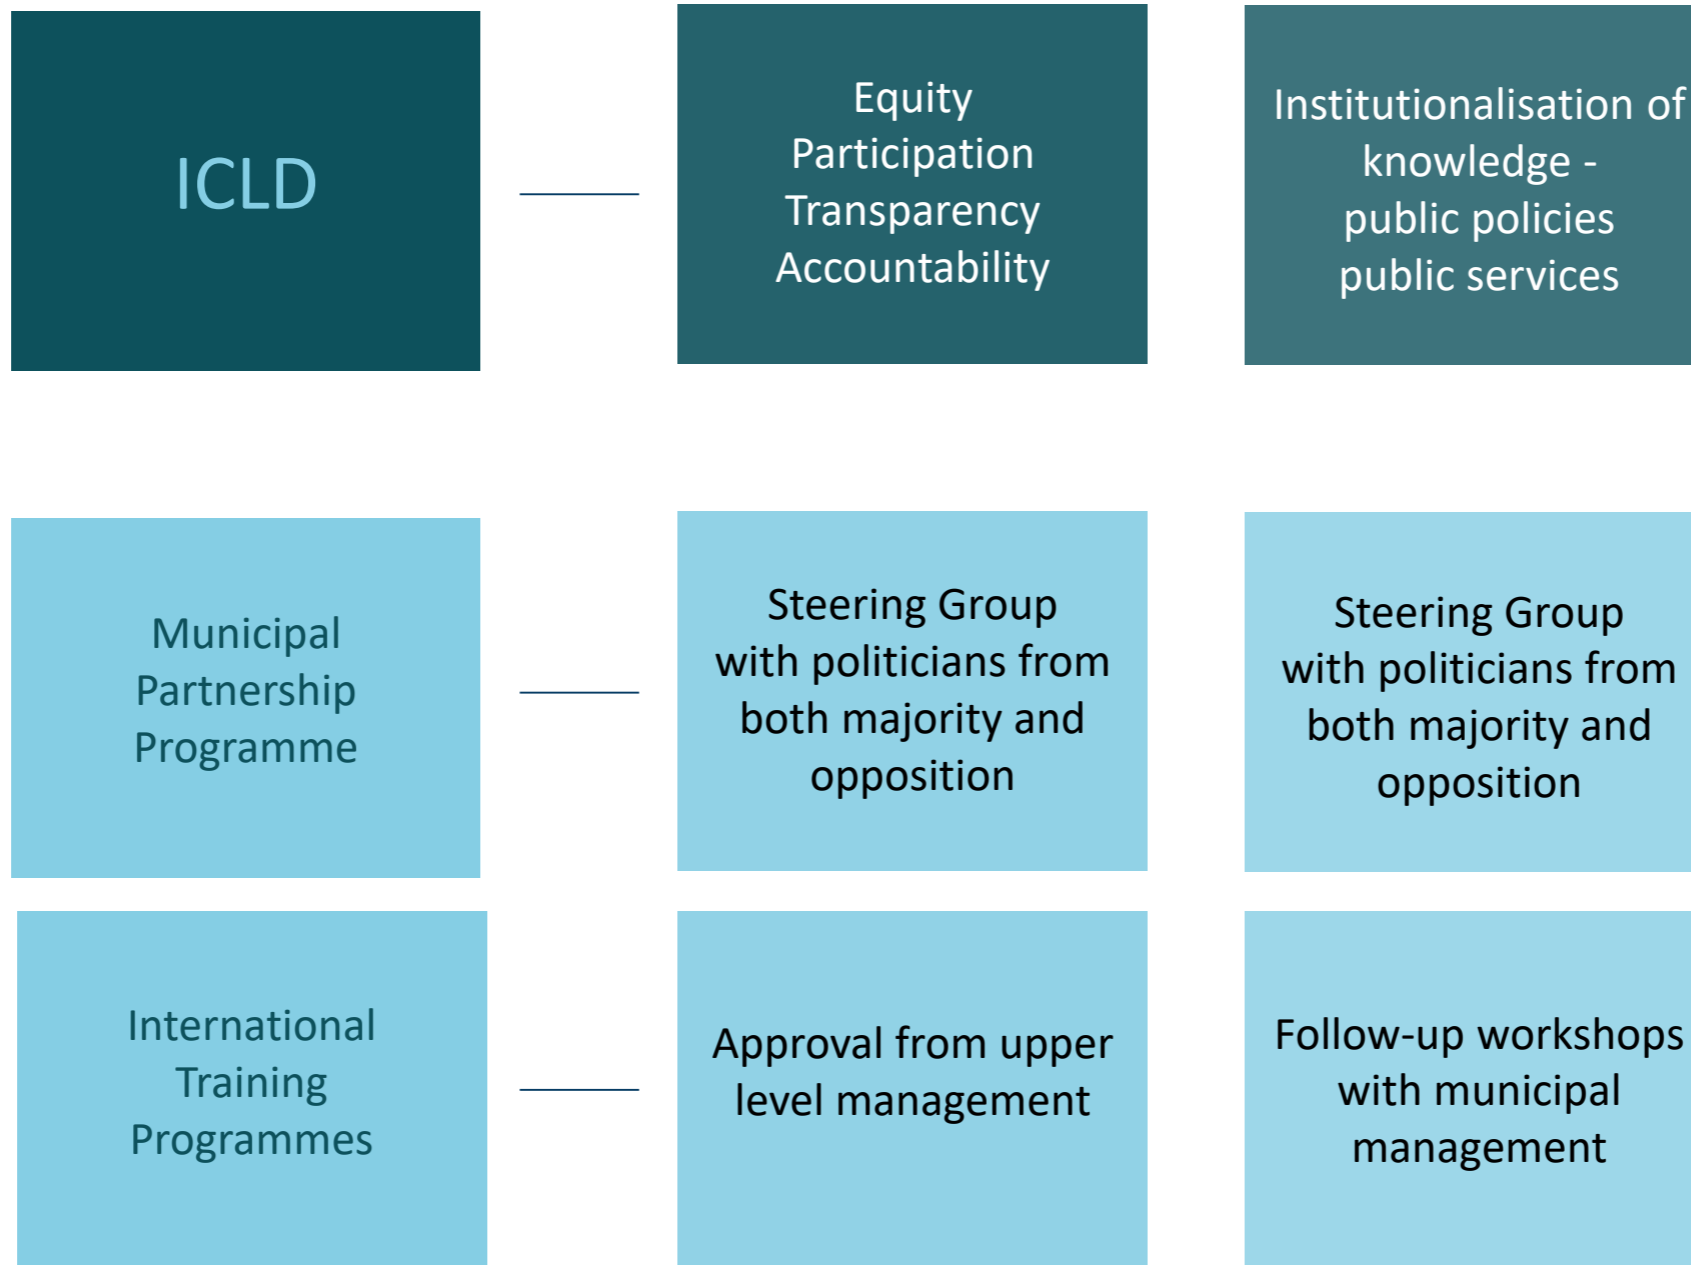 ICLD
Equity
Participation
Transparency
Accountability
Institutionalisation of
knowledge -
public policies
public services
Municipal
Partnership
Programme
Steering Group
with politicians from
both majority and
opposition
Steering Group
with politicians from
both majority and
opposition
International
Training
Programmes
Approval from upper
level management
Follow-up workshops
with municipal
management